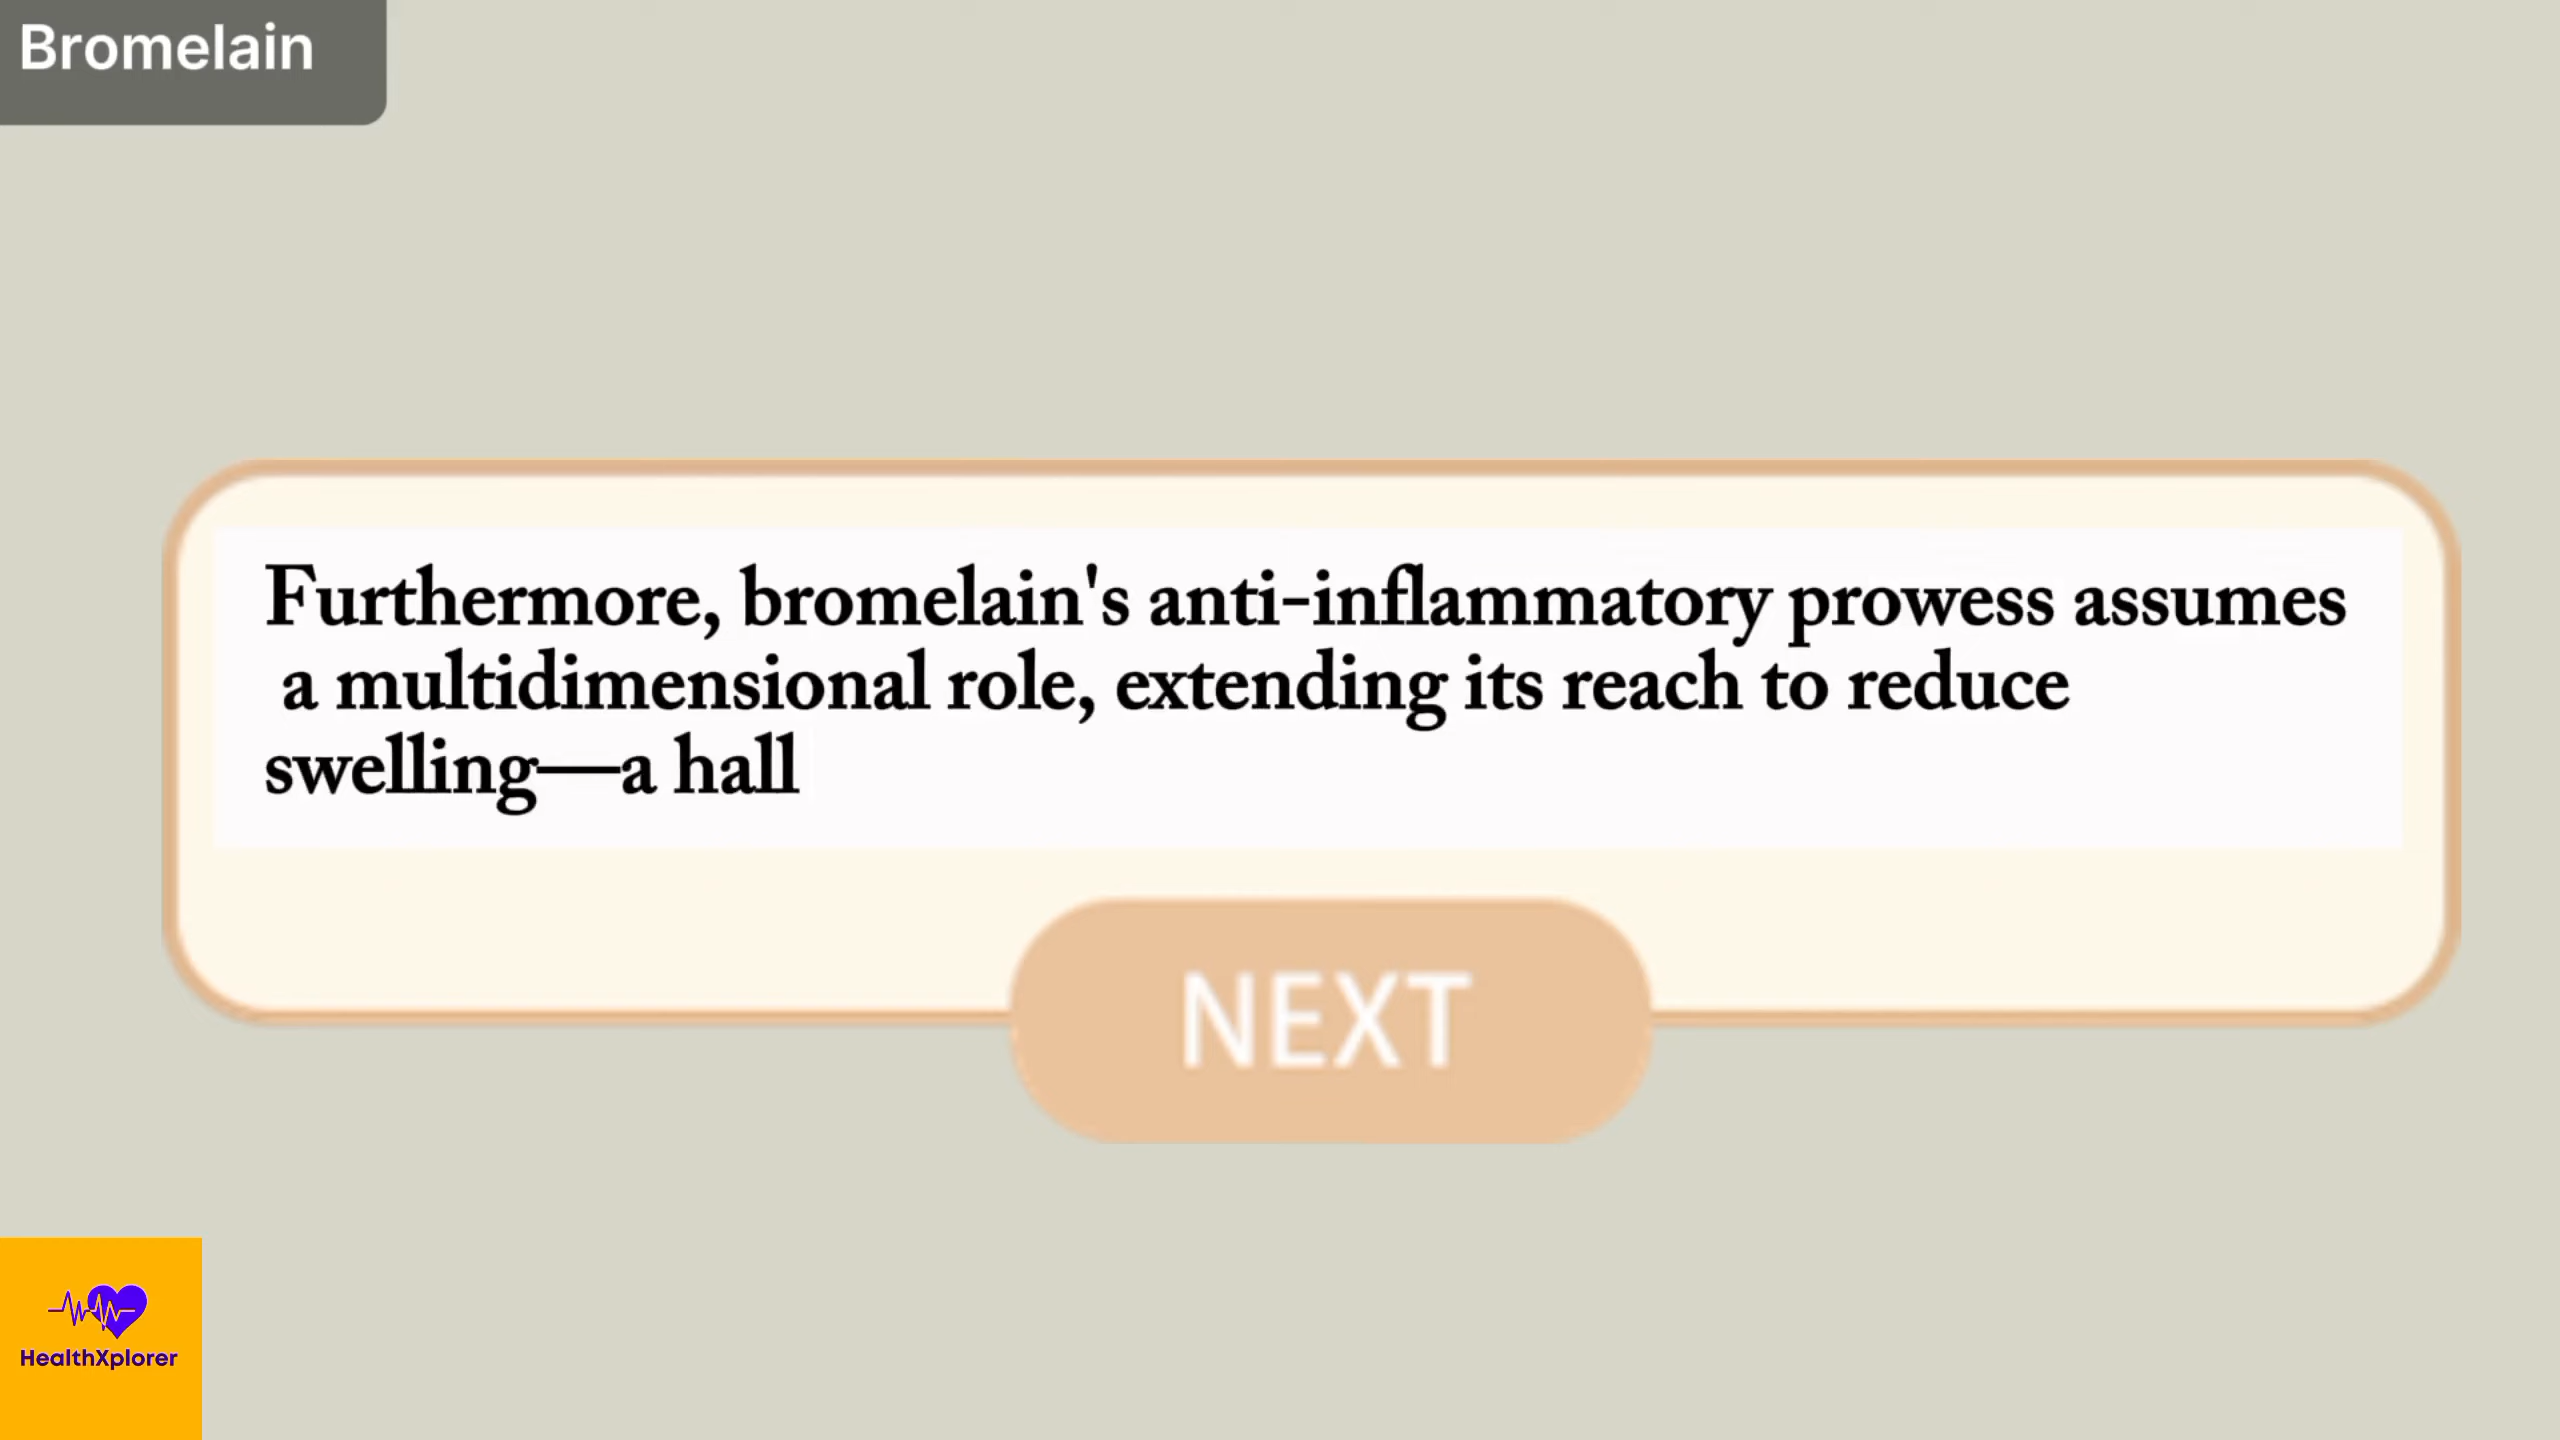 Bromelain
Furthermore, bromelain's anti-inflammatory prowess assumes
a multidimensional role, extending its reach to reduce
swelling—a hall
NEXT
HealthXplorer